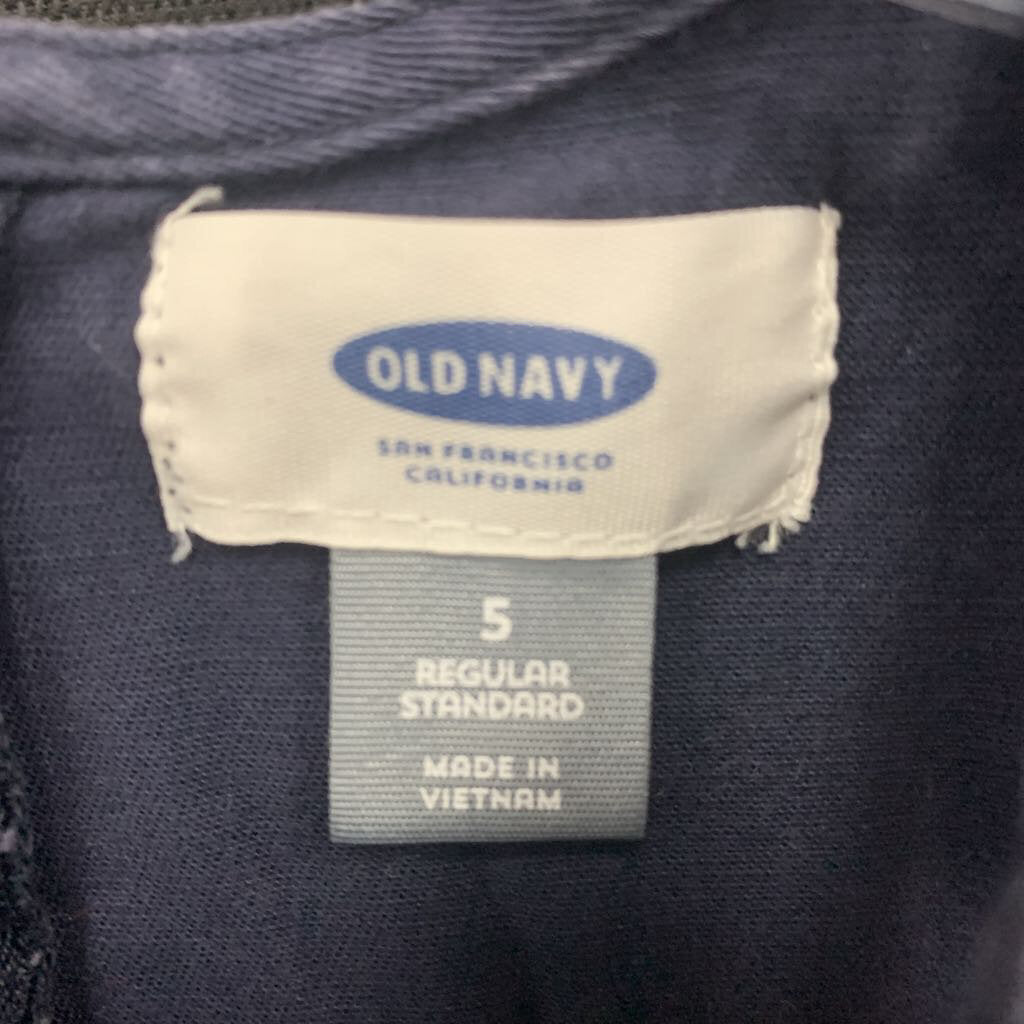 OLD NAVY
SAN FRANCISCO
CALIFORNIA
5
REGULAR
STANDARD
MADE IN
VIETNAM